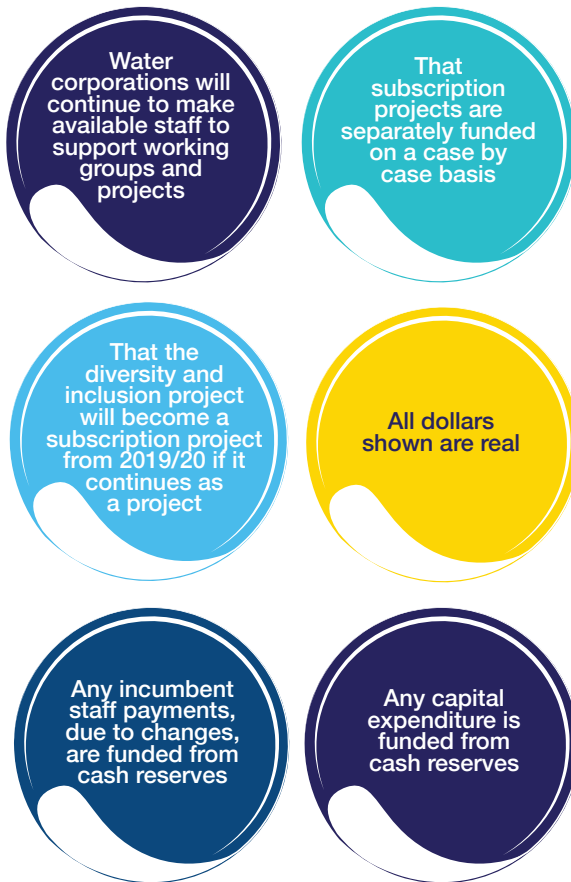 Water
corporations will
continue to make
available staff to
support working
groups and
projects
That
subscription
projects are
separately funded
on a case by
case basis
That the
diversity and
inclusion project
will become a
subscription project
from 2019/20 if it
continues as
a project
All dollars
shown are real
Any incumbent
staff payments,
due to changes,
are funded from
cash reserves
Any capital
expenditure is
funded from
cash reserves